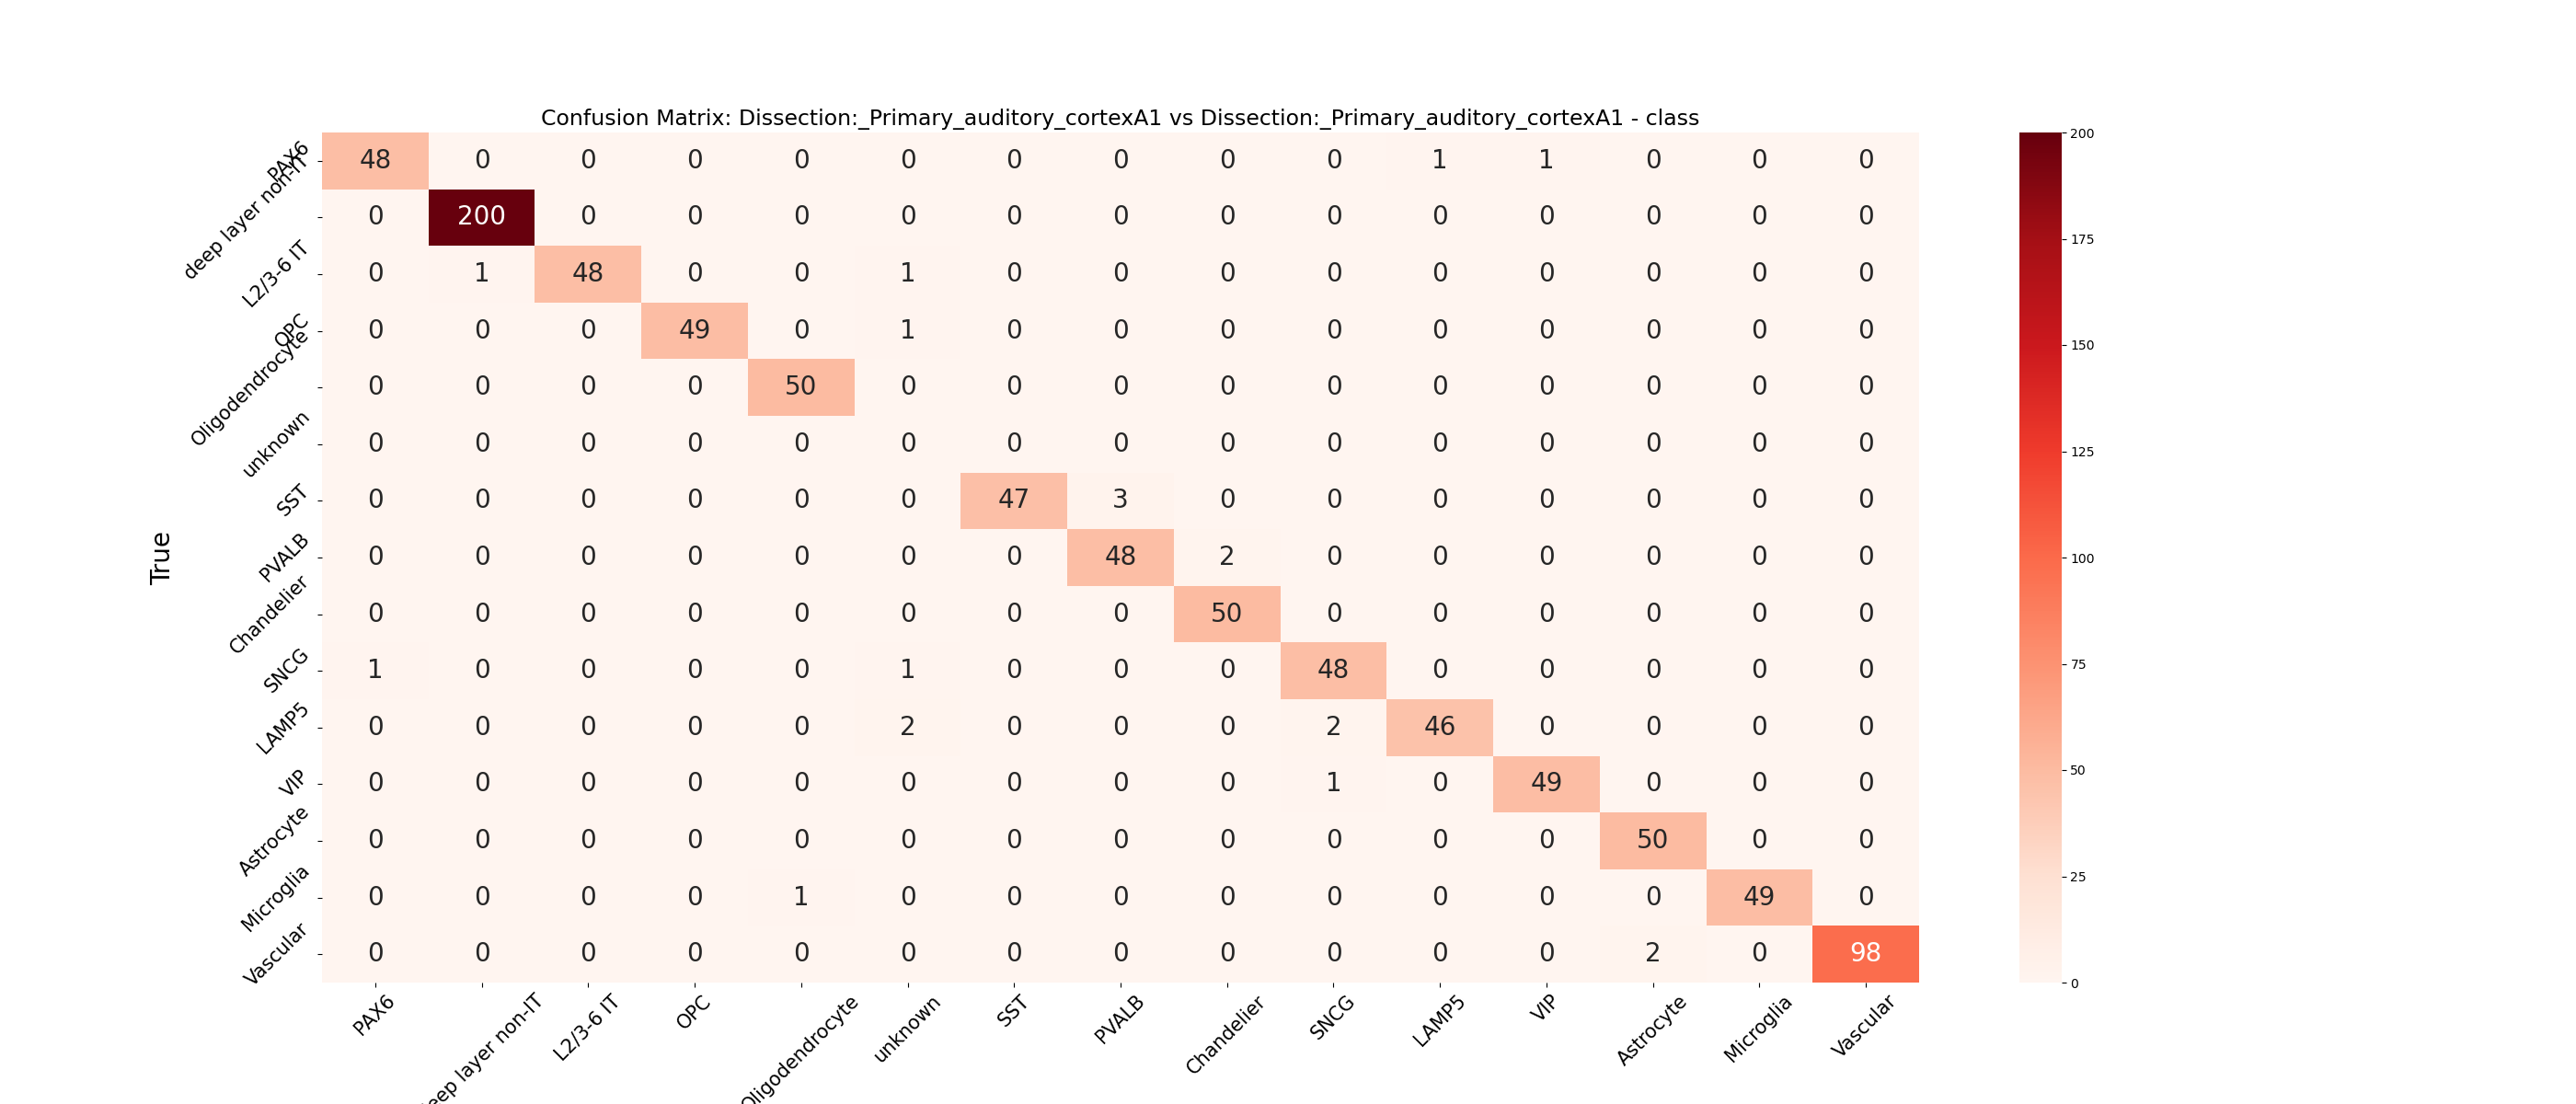 Confusion Matrix: Dissection:_Primary_auditory_cortexA1 vs Dissection:_Primary_auditory_cortexA1 - class
PAX6 48 0 0 0 0 0 0 0 0 0 1 1 0 0 0
deep layer non-IT 0 200 0 0 0 0 0 0 0 0 0 0 0 0 0
L2/3-6 IT 0 1 48 0 0 1 0 0 0 0 0 0 0 0 0
OPC 0 0 0 49 0 1 0 0 0 0 0 0 0 0 0
Oligodendrocyte 0 0 0 0 50 0 0 0 0 0 0 0 0 0 0
unknown 0 0 0 0 0 0 0 0 0 0 0 0 0 0 0
SST 0 0 0 0 0 0 47 3 0 0 0 0 0 0 0
PVALB 0 0 0 0 0 0 0 48 2 0 0 0 0 0 0
Chandelier 0 0 0 0 0 0 0 0 50 0 0 0 0 0 0
SNCG 1 0 0 0 0 1 0 0 0 48 0 0 0 0 0
LAMP5 0 0 0 0 0 2 0 0 0 2 46 0 0 0 0
VIP 0 0 0 0 0 0 0 0 0 1 0 49 0 0 0
Astrocyte 0 0 0 0 0 0 0 0 0 0 0 0 50 0 0
Microglia 0 0 0 0 1 0 0 0 0 0 0 0 0 49 0
Vascular 0 0 0 0 0 0 0 0 0 0 0 0 2 0 98
True
PAX6
deep layer non-IT
L2/3-6 IT
OPC
Oligodendrocyte
unknown
SST
PVALB
Chandelier
SNCG
LAMP5
VIP
Astrocyte
Microglia
Vascular
200
175
150
125
100
75
50
25
0